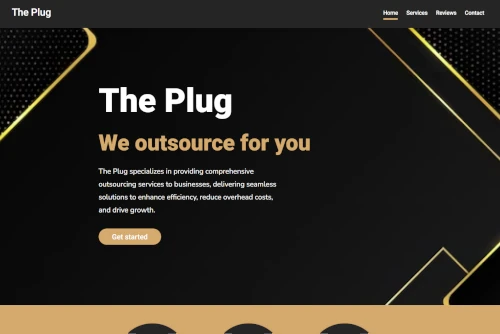 The Plug
Home Services Reviews Contact
The Plug
We outsource for you
The Plug specializes in providing comprehensive
outsourcing services to businesses, delivering seamless
solutions to enhance efficiency, reduce overhead costs,
and drive growth.
Get started